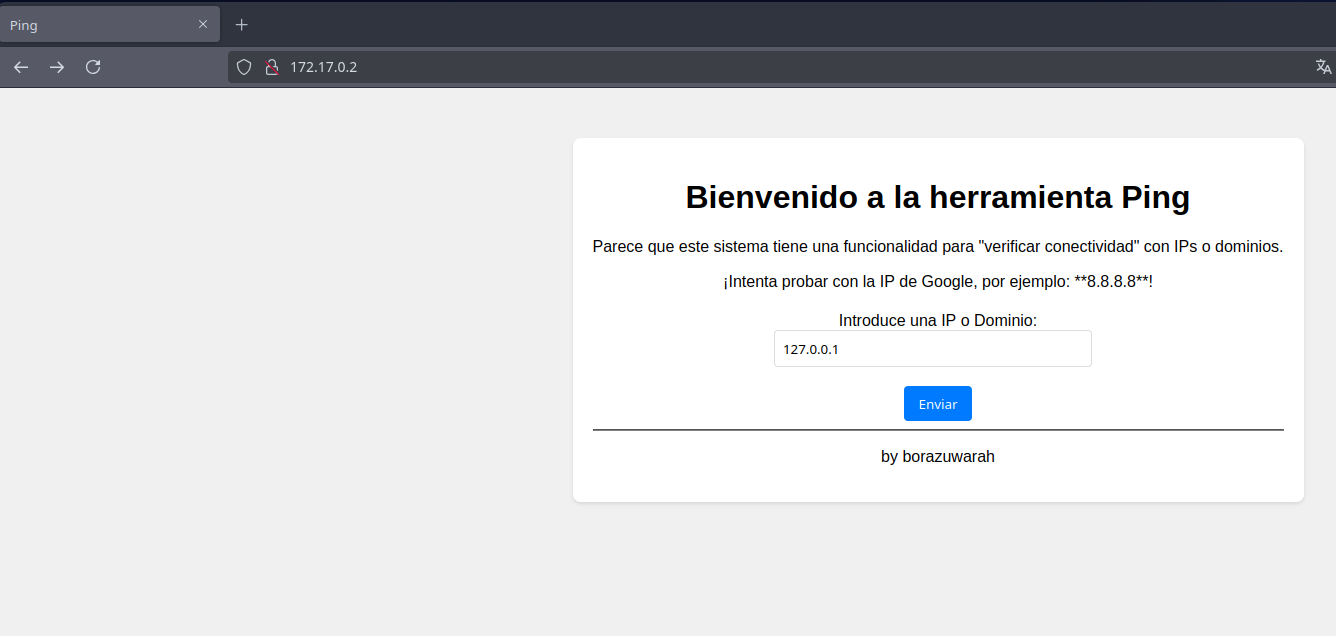 Ping
172.17.0.2
Bienvenido a la herramienta Ping
Parece que este sistema tiene una funcionalidad para "verificar conectividad" con IPs o dominios.
¡Intenta probar con la IP de Google, por ejemplo: **8.8.8.8**!
Introduce una IP o Dominio:
127.0.0.1
Enviar
by borazuwarah